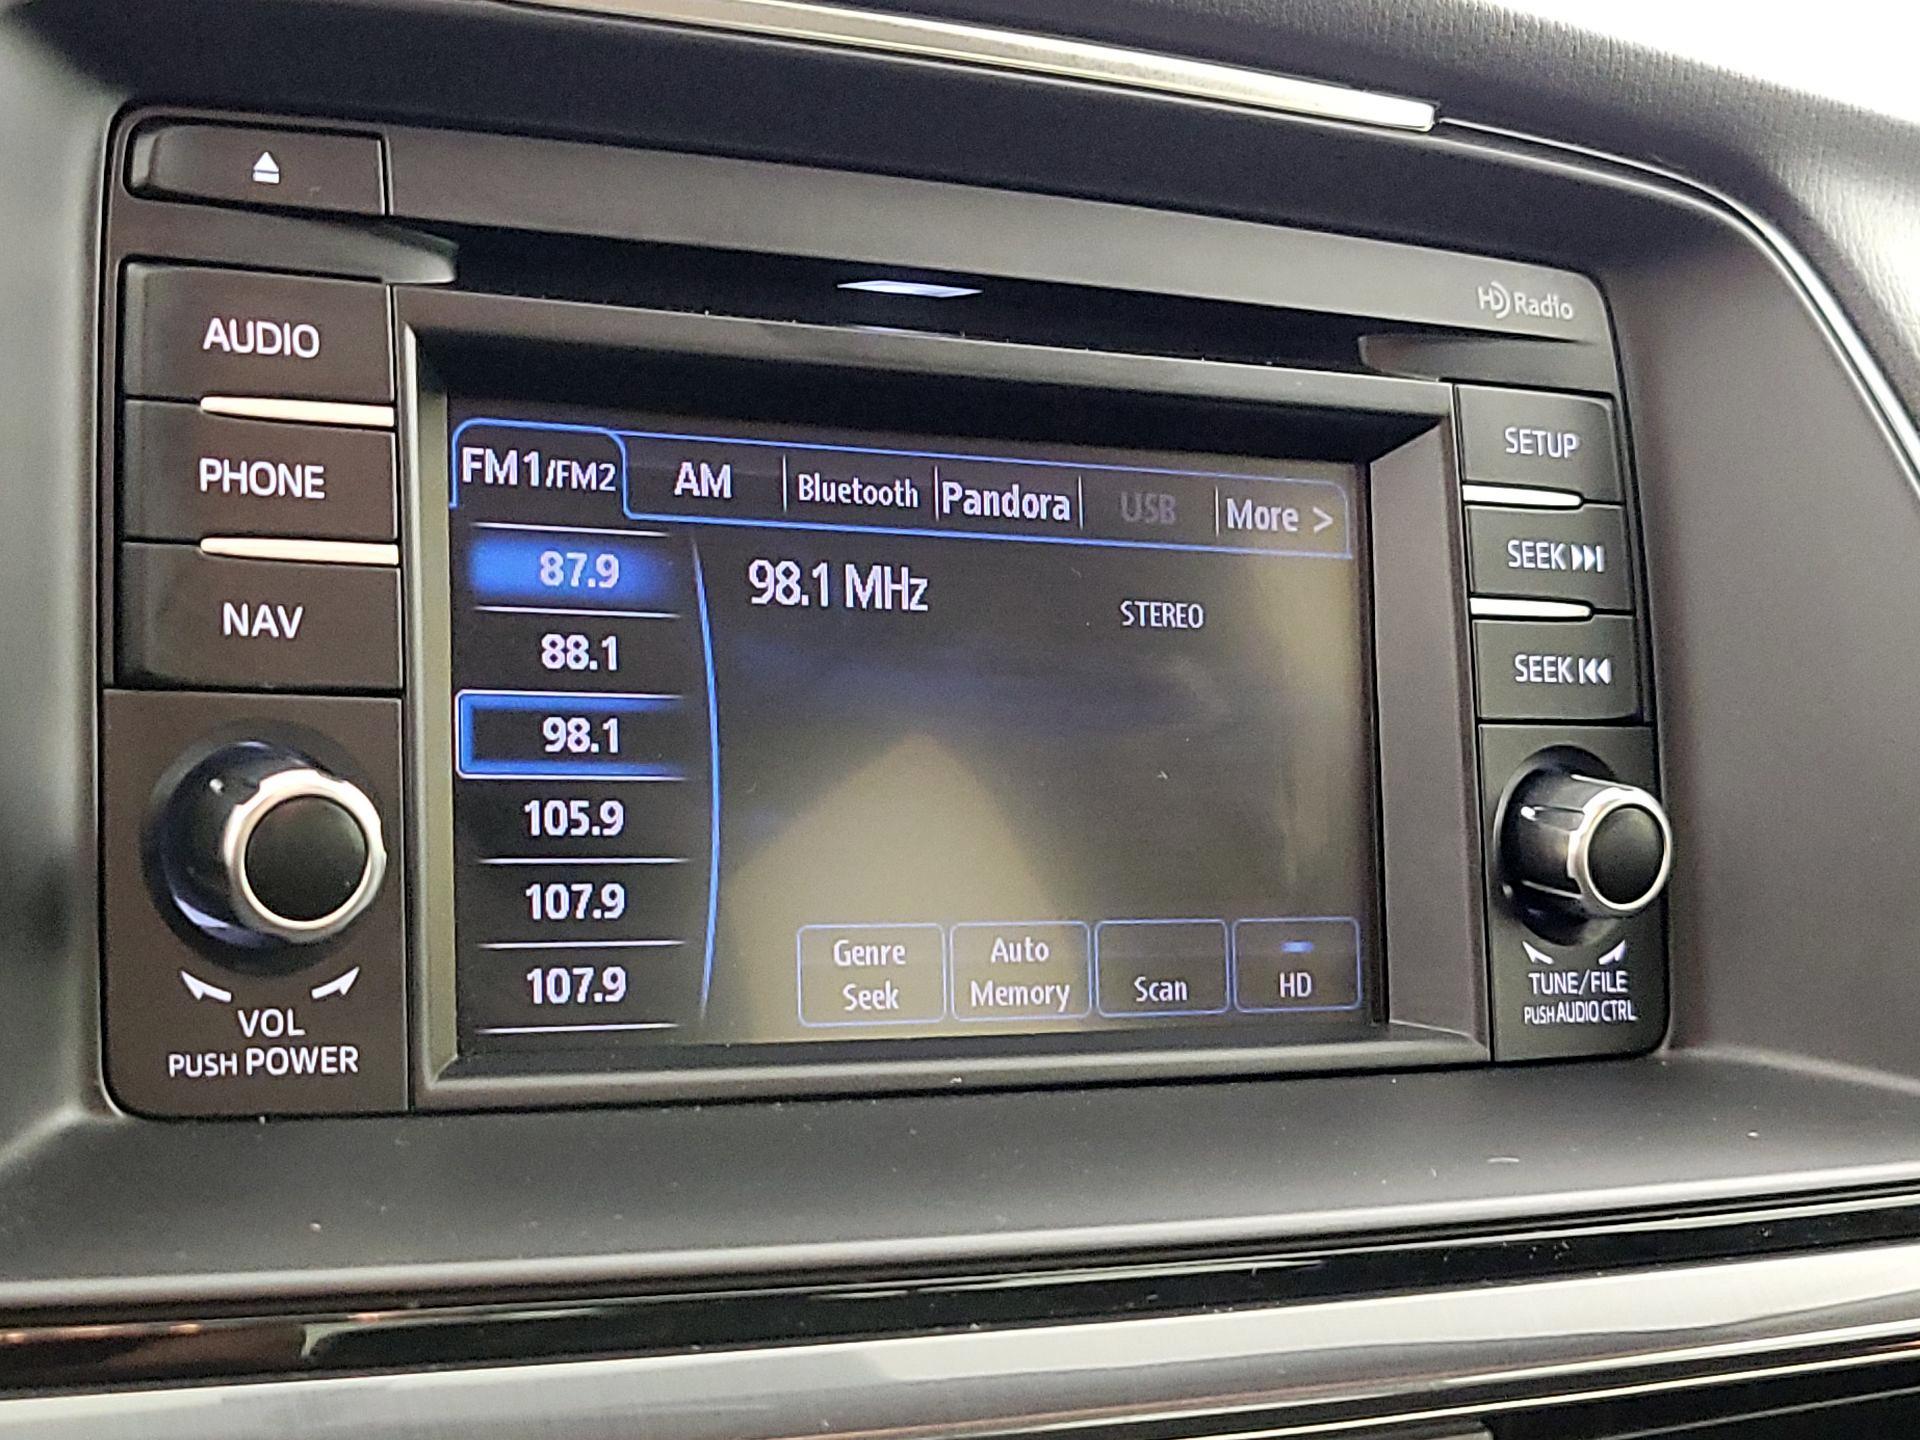 HD Radio
AUDIO
PHONE
NAV
VOL
PUSH POWER
FM1/FM2 AM Bluetooth Pandora USB More >
87.9
88.1
98.1
105.9
107.9
107.9
98.1 MHz
STEREO
Genre
Seek
Auto
Memory
Scan
HD
SETUP
SEEK
SEEK
TUNE/FILE
PUSH AUDIO CTRL